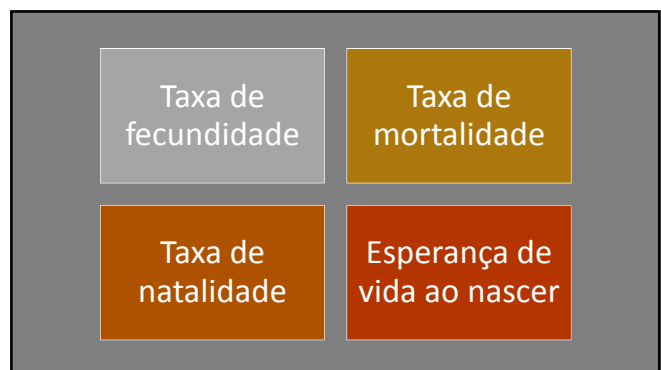 Taxa de
fecundidade
Taxa de
mortalidade
Taxa de
natalidade
Esperança de
vida ao nascer